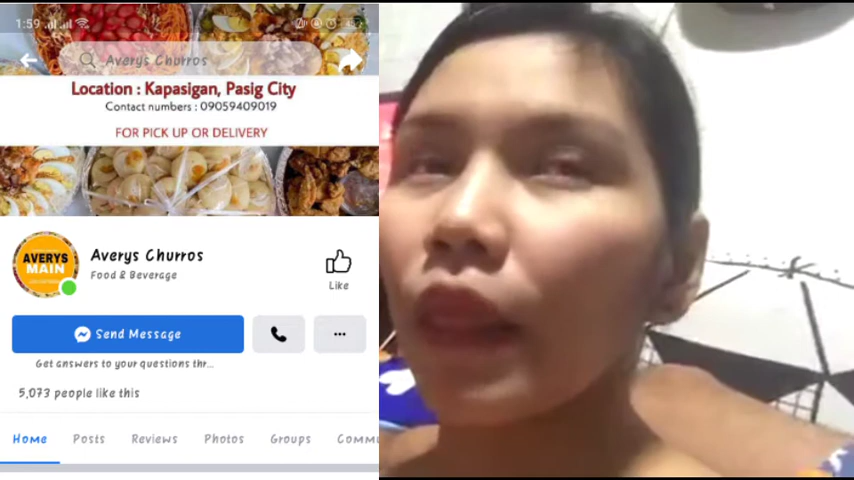 1:59
Averys Churros
Location : Kapasigan, Pasig City
Contact numbers : 09059409019
FOR PICK UP OR DELIVERY
AVERYS
MAIN
Averys Churros
Food & Beverage
Like
Send Message
Get answers to your questions thr...
5,073 people like this
Home Posts Reviews Photos Groups Commu